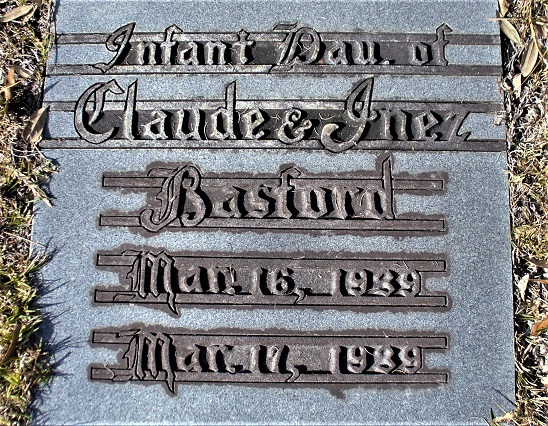 Infant Dau. of
Claude & Inez
Basford
Mar. 16, 1939
Mar. 17, 1939